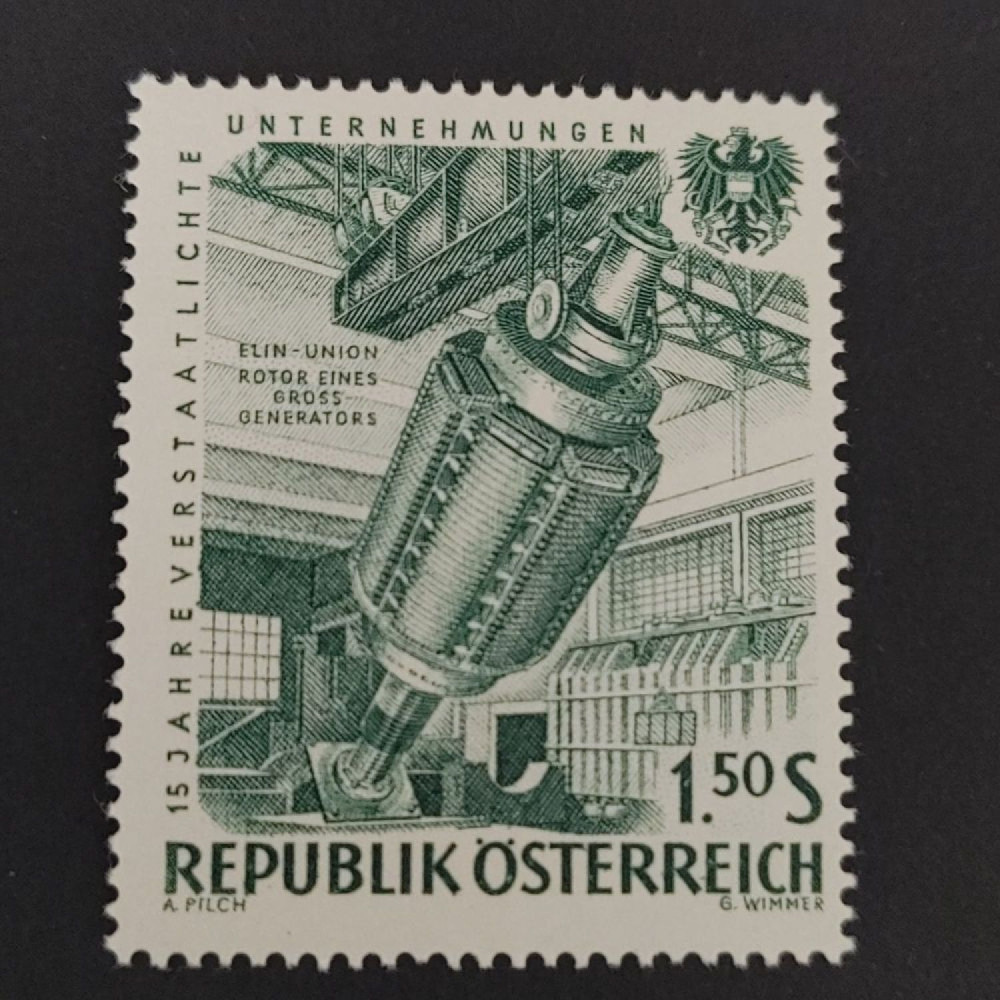 15 JAHRE VERSTAATLICHTE
UNTERNEHMUNGEN
ELIN-UNION
ROTOR EINES
GROSS-
GENERATORS
1.50 S
REPUBLIK ÖSTERREICH
A. PILCH
G. WIMMER